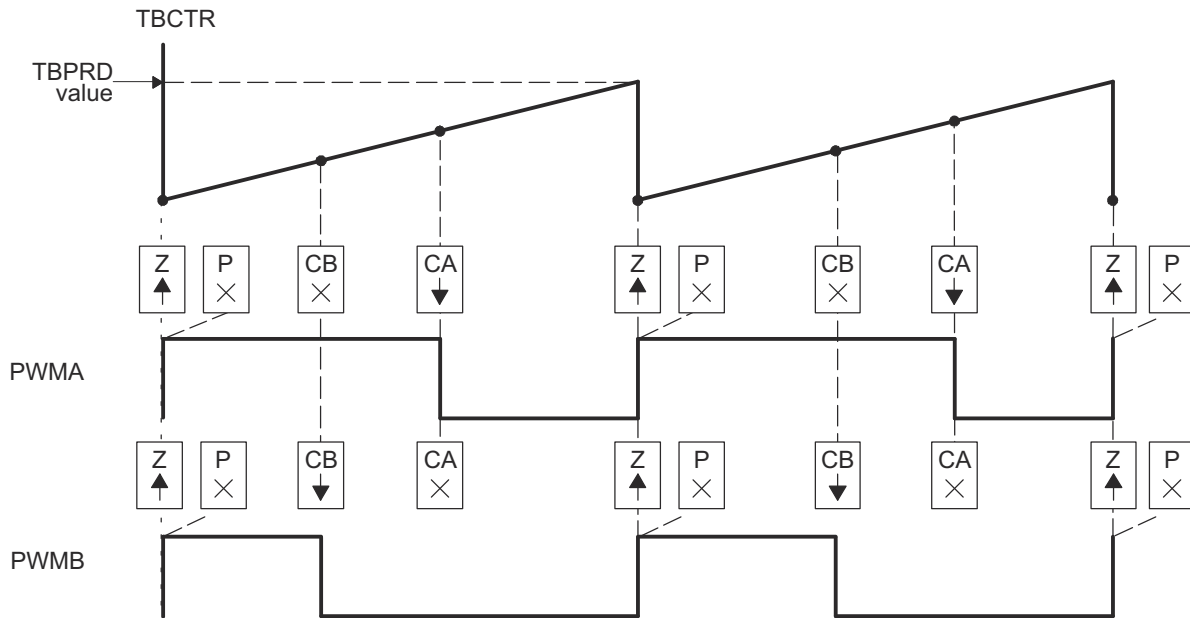 TBCTR
TBPRD
value
Z P CB CA Z P CB CA Z P
PWMA
Z P CB CA Z P CB CA Z P
PWMB